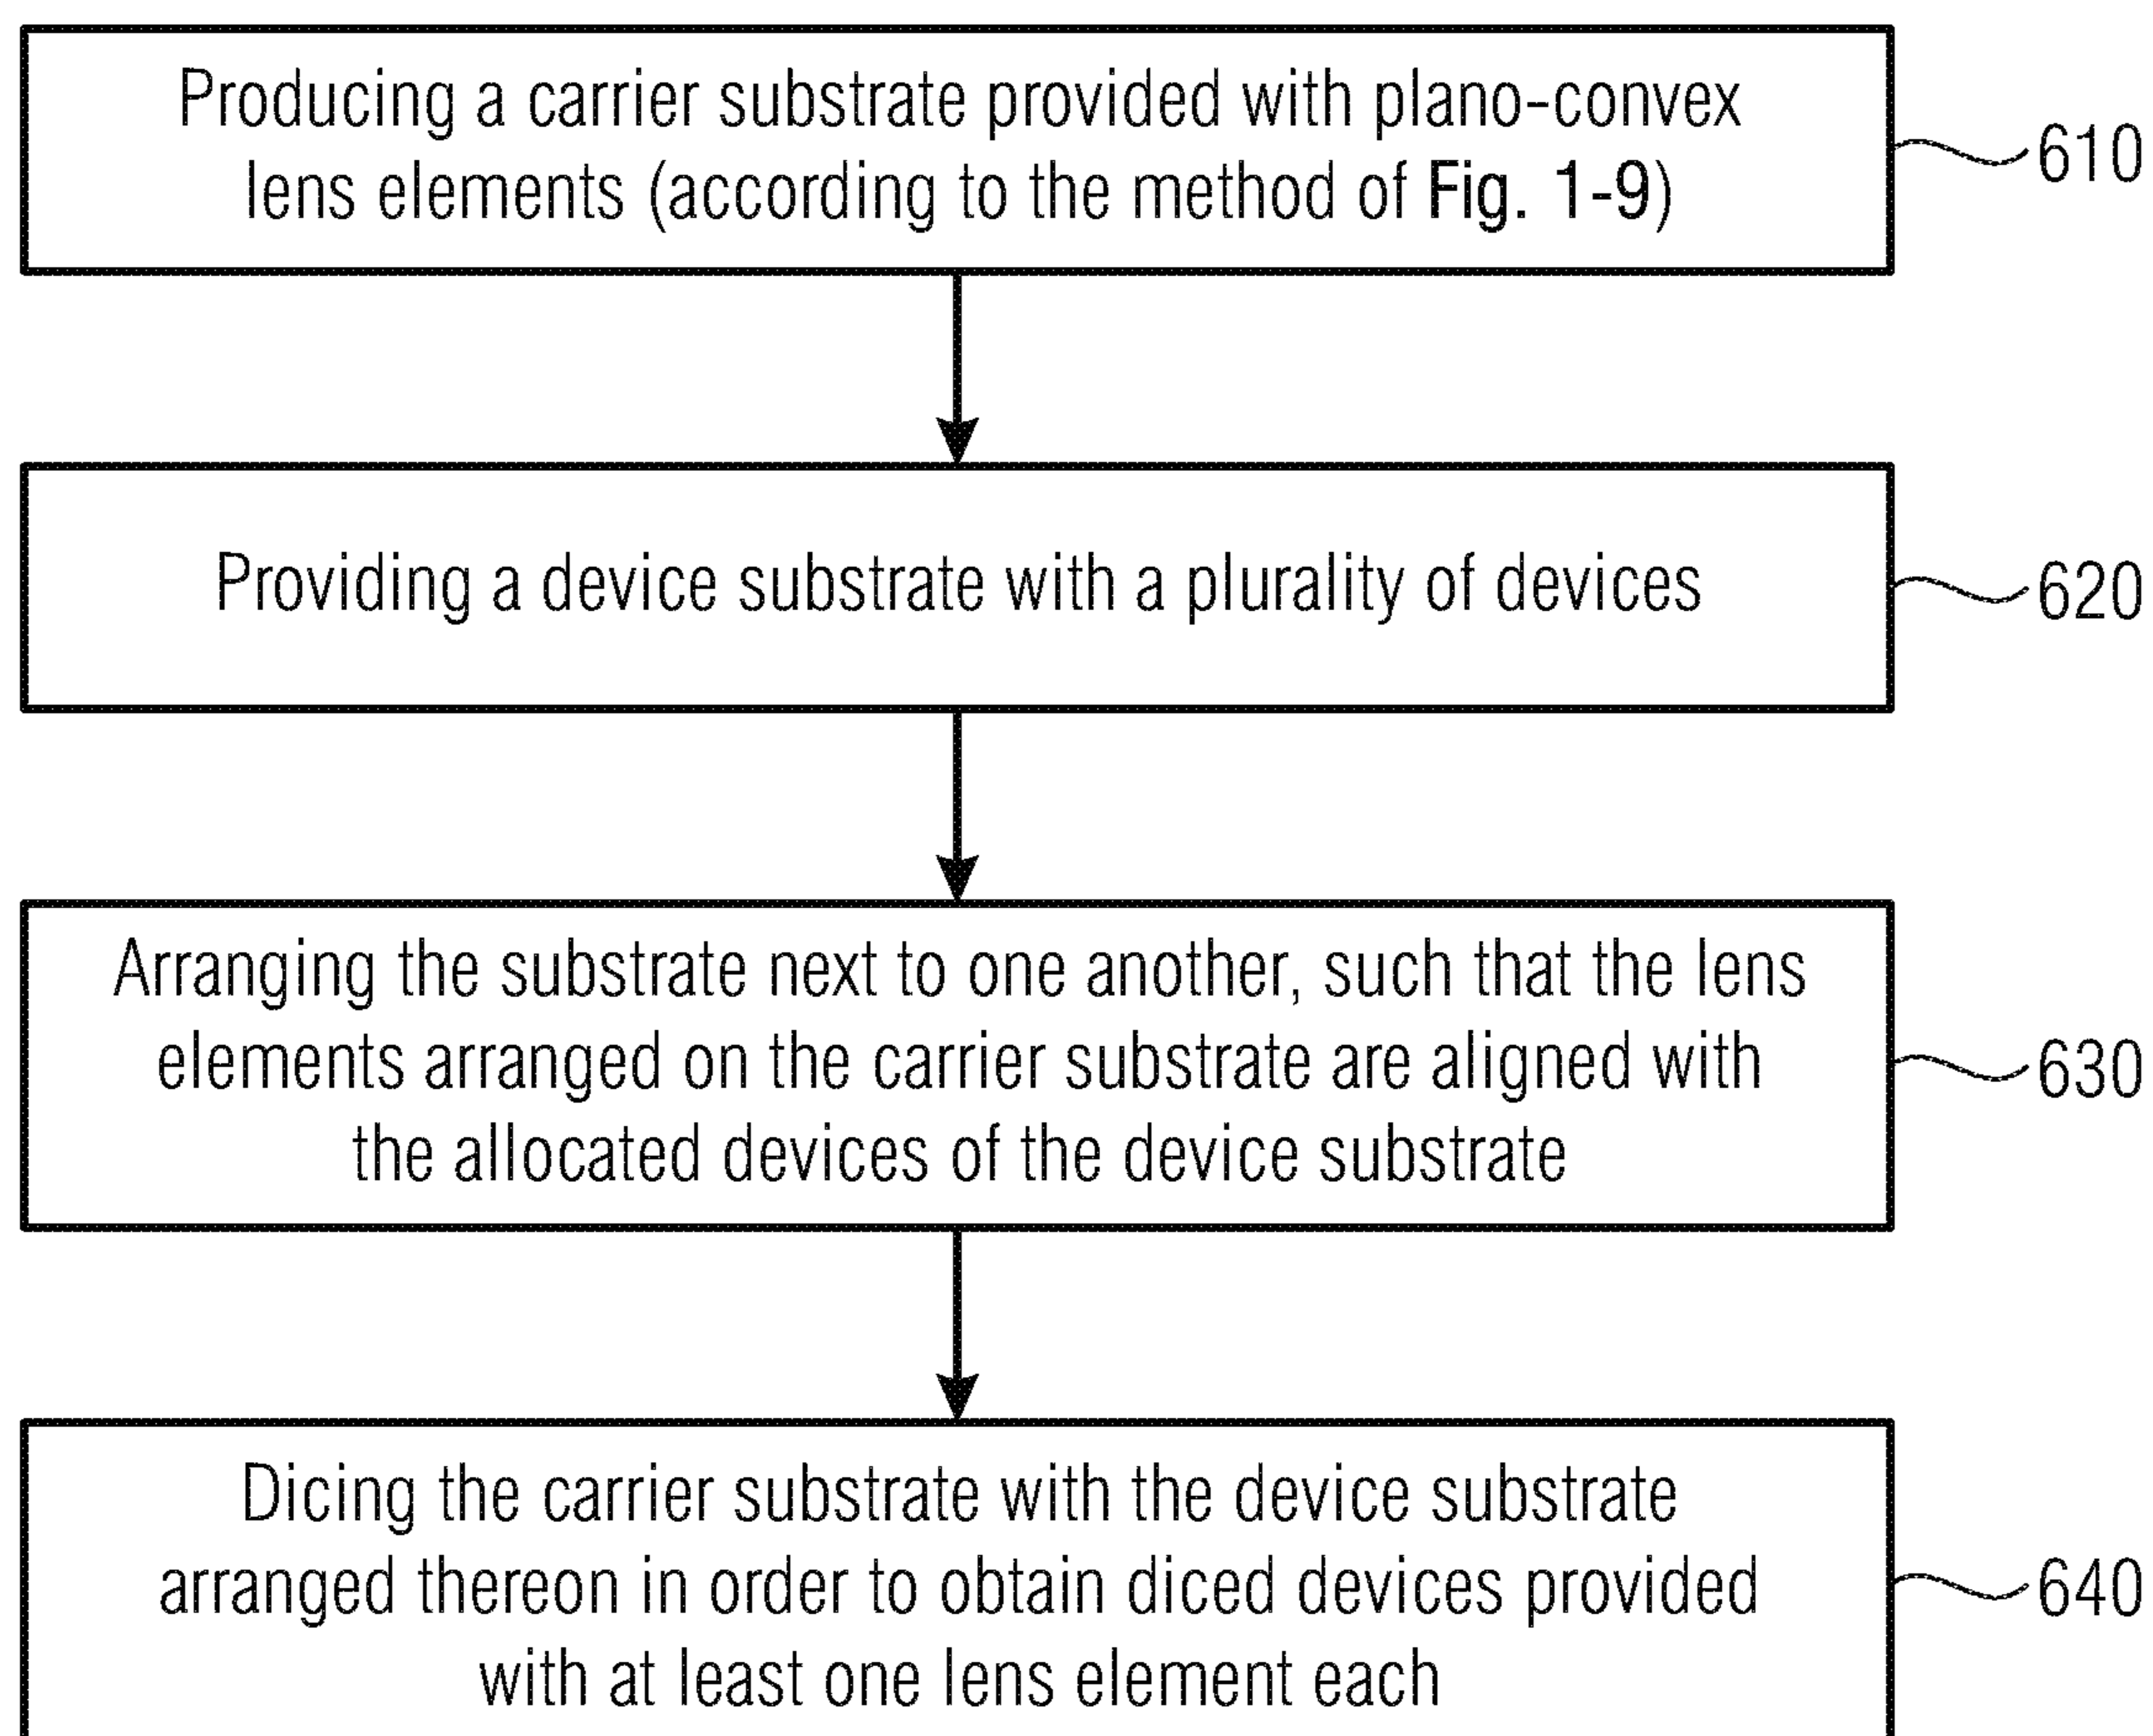 Producing a carrier substrate provided with plano-convex
lens elements (according to the method of Fig. 1-9)
610
Providing a device substrate with a plurality of devices
620
Arranging the substrate next to one another, such that the lens
elements arranged on the carrier substrate are aligned with
the allocated devices of the device substrate
630
Dicing the carrier substrate with the device substrate
arranged thereon in order to obtain diced devices provided
with at least one lens element each
640